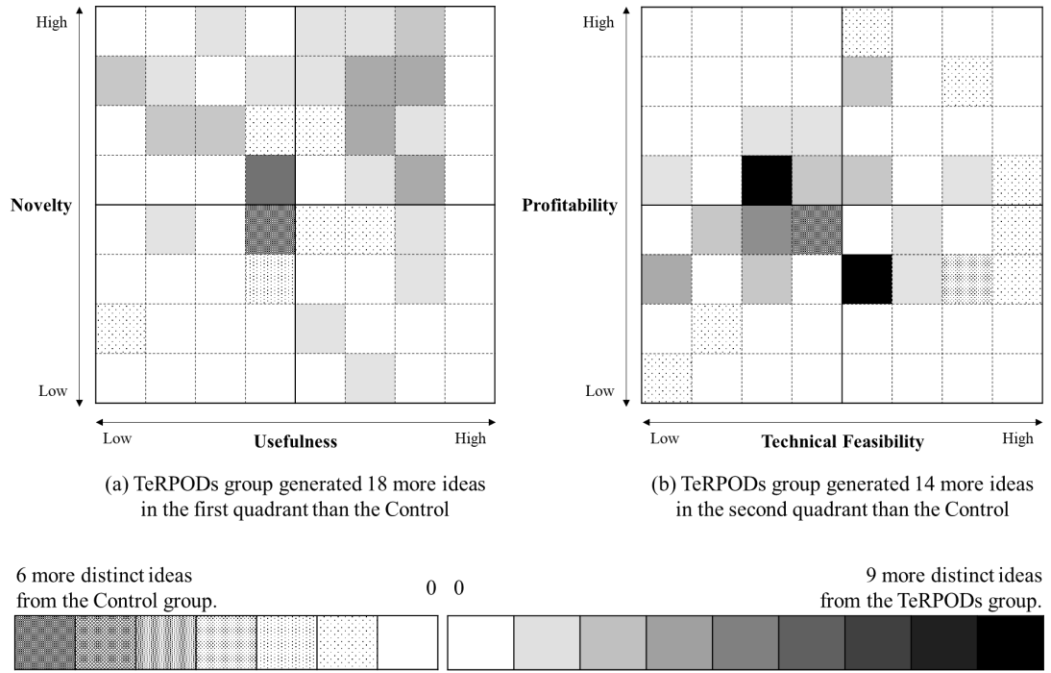 High
Novelty
Low
Low
Usefulness
High
(a) TeRPODs group generated 18 more ideas
in the first quadrant than the Control
High
Profitability
Low
Low
Technical Feasibility
High
(b) TeRPODs group generated 14 more ideas
in the second quadrant than the Control
6 more distinct ideas
from the Control group.
0 0
9 more distinct ideas
from the TeRPODs group.